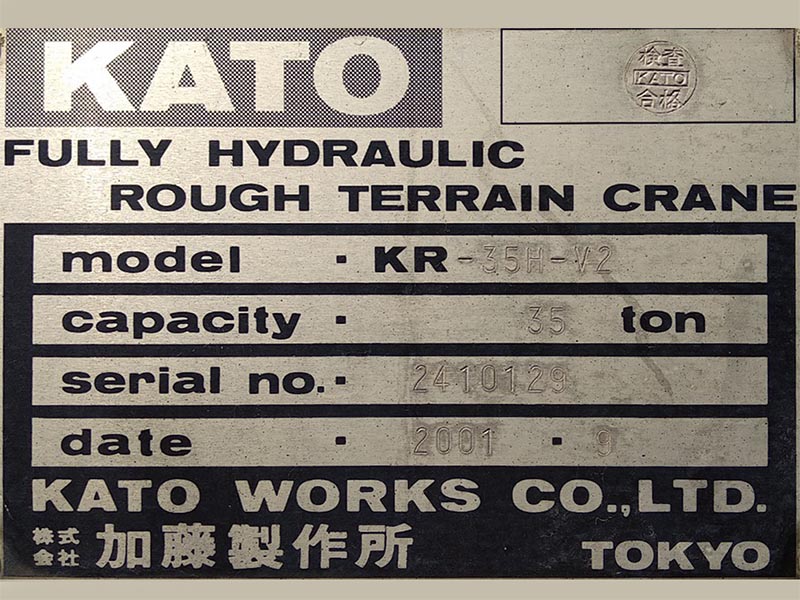 KATO
検査
KATO
合格
FULLY HYDRAULIC
ROUGH TERRAIN CRANE
model · KR-35H-V2
capacity · 35 ton
serial no. · 2410129
date · 2001 · 9
KATO WORKS CO.,LTD.
株式会社 加藤製作所 TOKYO